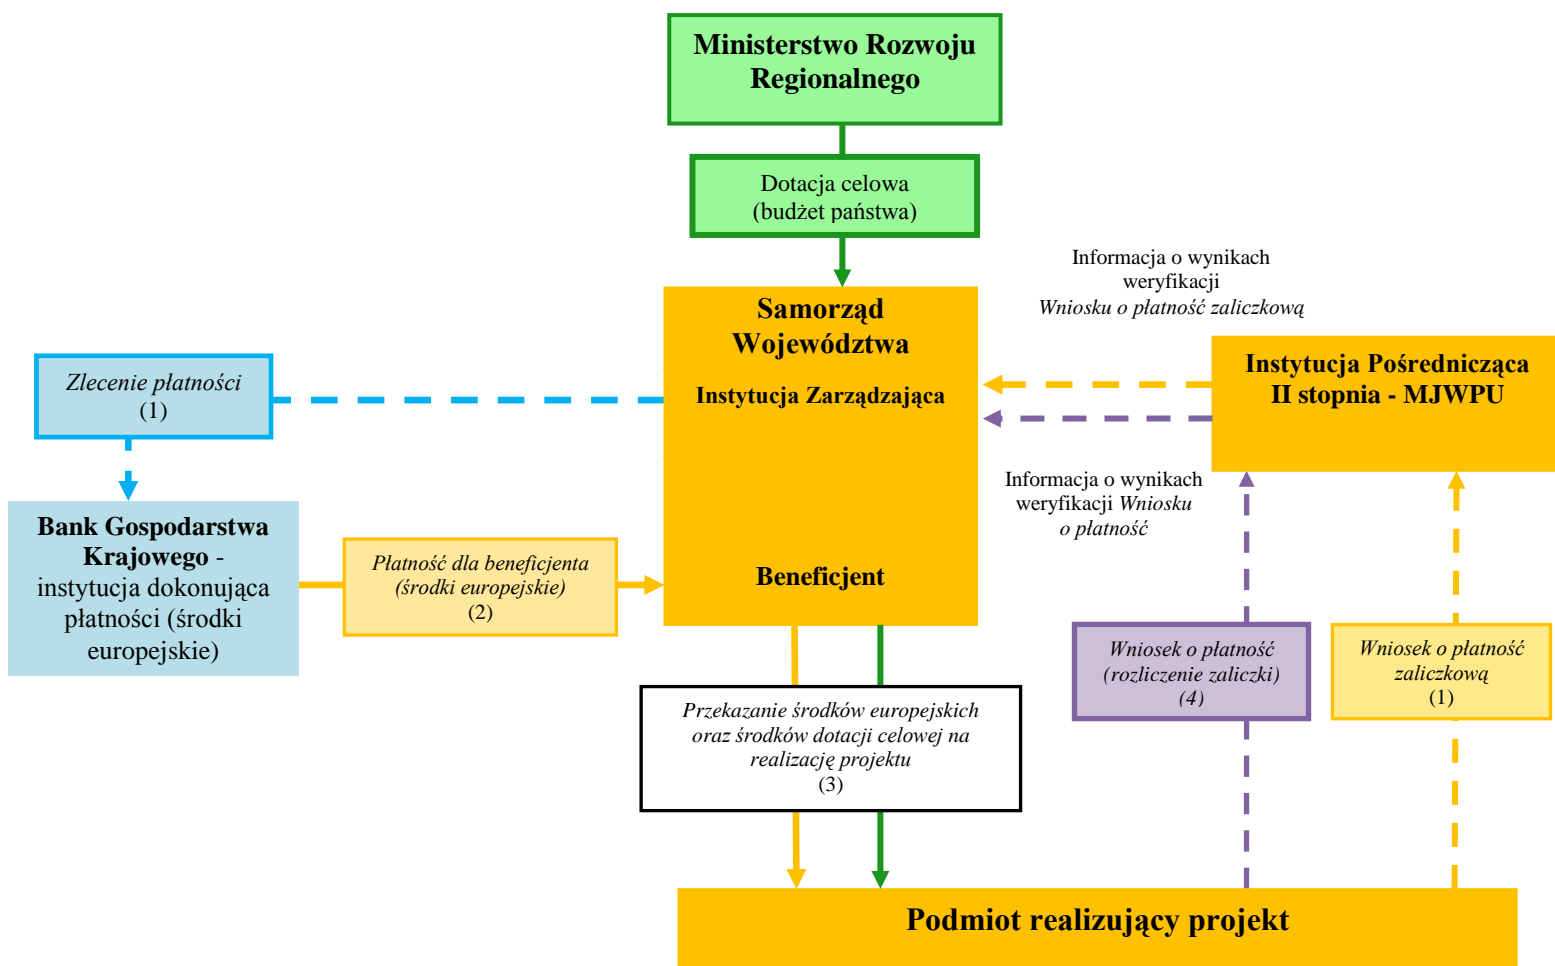 Ministerstwo Rozwoju
Regionalnego
Dotacja celowa
(budżet państwa)
Informacja o wynikach
weryfikacji
Wniosku o płatność zaliczkową
Samorząd
Województwa
Instytucja Zarządzająca
Beneficjent
Instytucja Pośrednicząca
II stopnia - MJWPU
Zlecenie płatności
(1)
Informacja o wynikach
weryfikacji Wniosku
o płatność
Bank Gospodarstwa
Krajowego -
instytucja dokonująca
płatności (środki
europejskie)
Płatność dla beneficjenta
(środki europejskie)
(2)
Wniosek o płatność
(rozliczenie zaliczki)
(4)
Wniosek o płatność
zaliczkową
(1)
Przekazanie środków europejskich
oraz środków dotacji celowej na
realizację projektu
(3)
Podmiot realizujący projekt